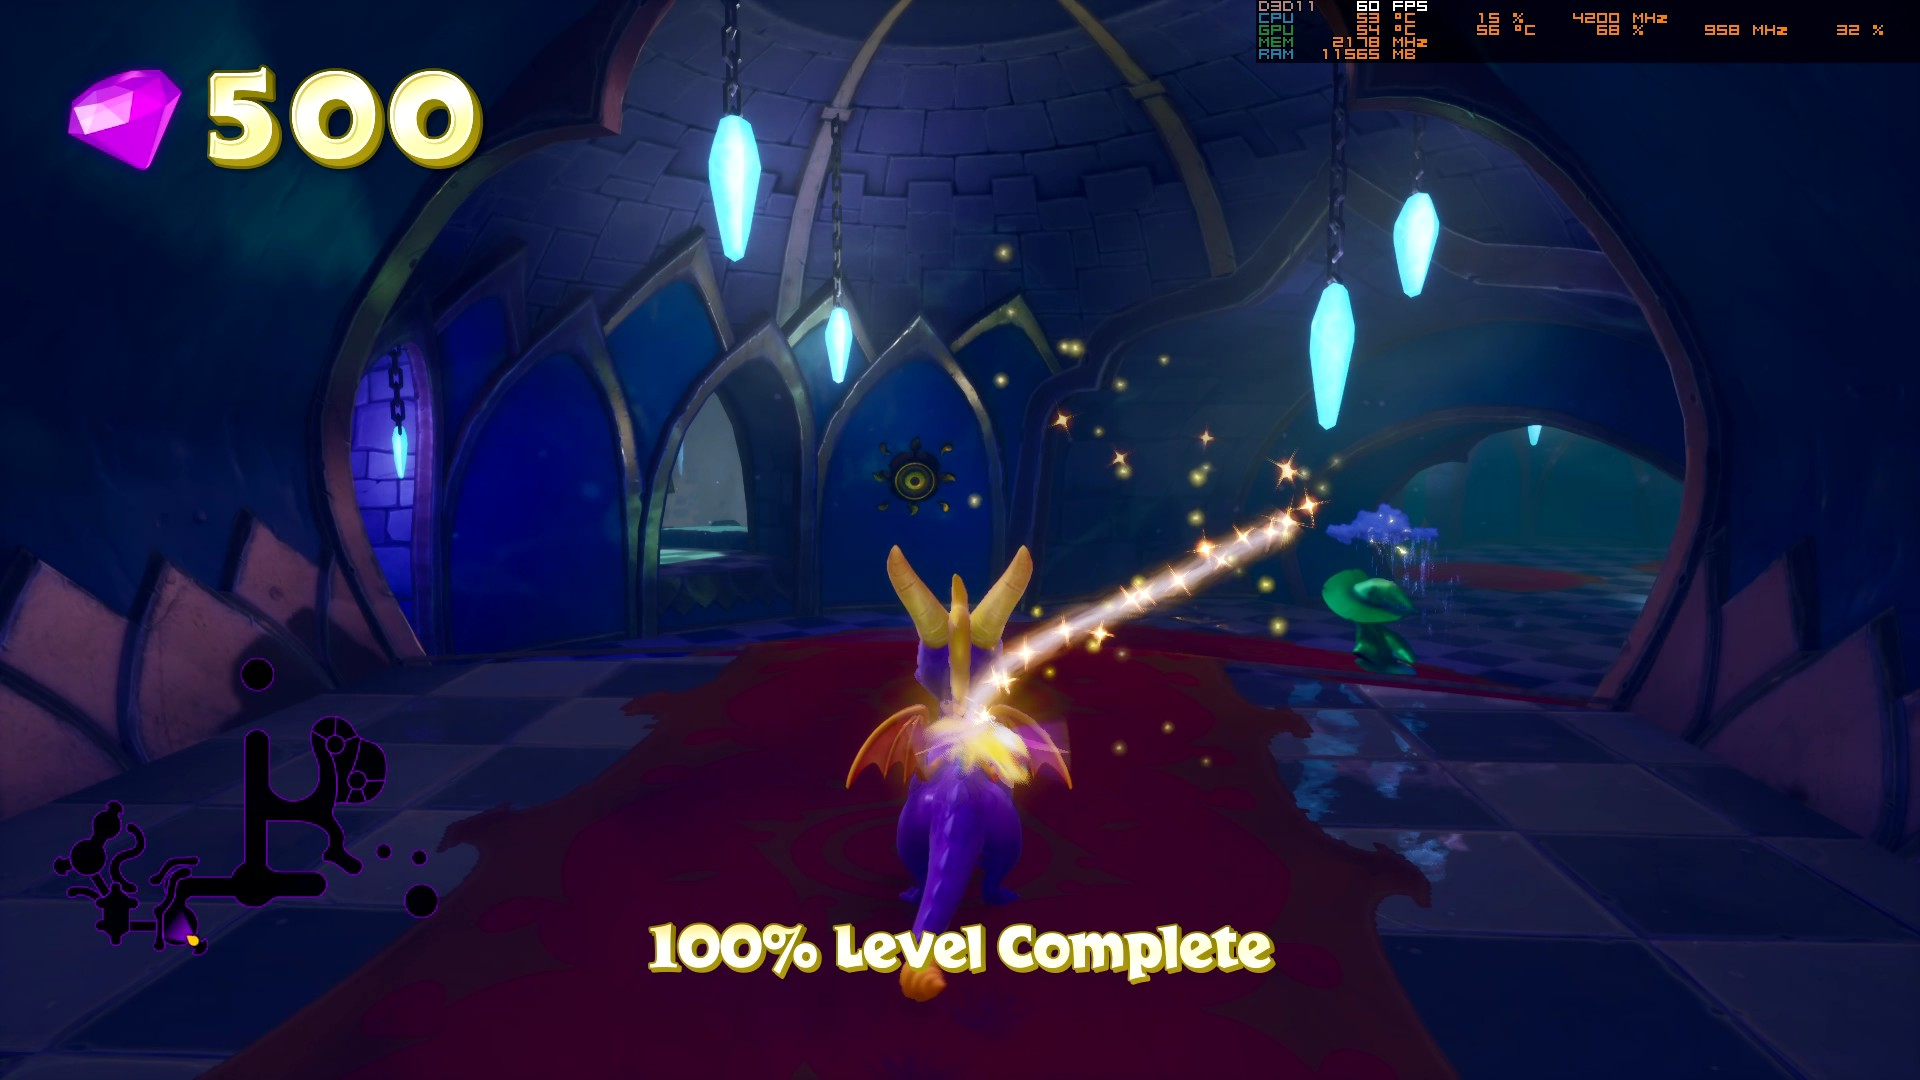 500
D3D11 60 FPS
CPU 53 °C 15 % 4200 MHz
GPU 54 °C 56 °C 68 % 958 MHz 32 %
MEM 2178 MHz
RAM 11565 MB
100% Level Complete